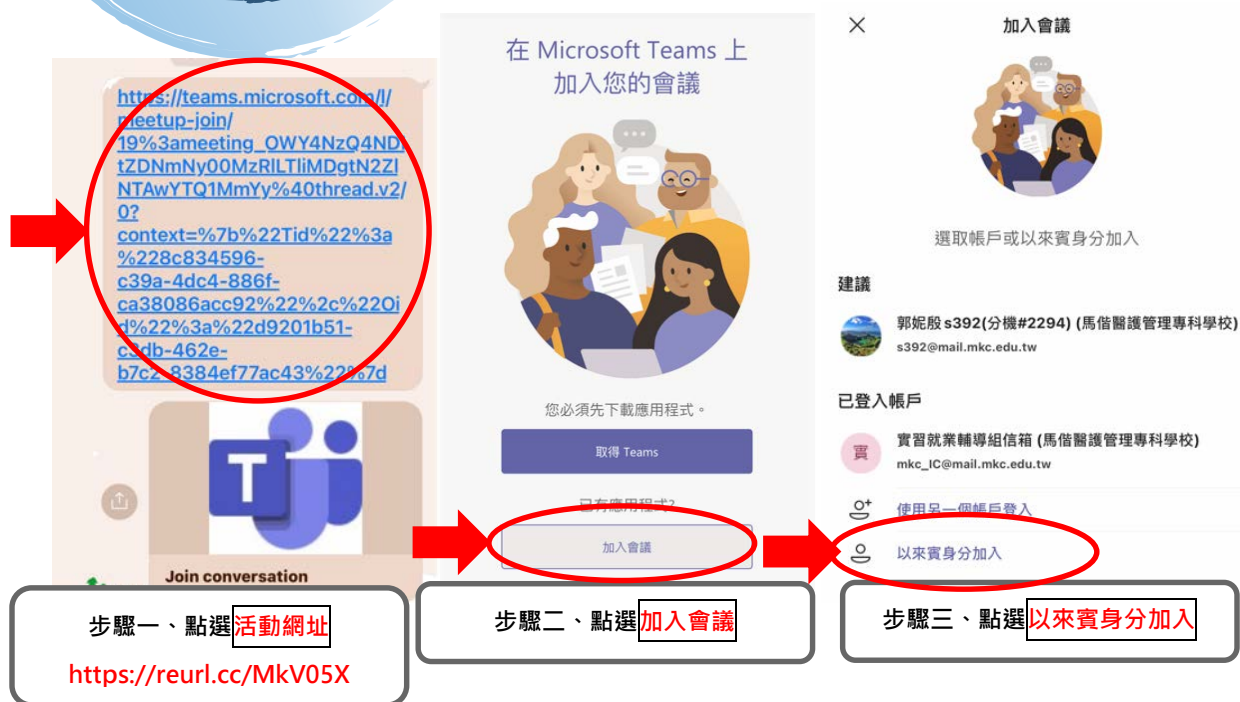 https://teams.microsoft.com/l/
meetup-join/
19%3ameeting_OWY4NzQ4ND
tZDNmNy00MzRlLTliMDgtN2Zl
NTAwYTQ1MmYy%40thread.v2/
0?
context=%7b%22Tid%22%3a
%228c834596-
c39a-4dc4-886f-
ca38086acc92%22%2c%22Oi
d%22%3a%22d9201b51-
c3db-462e-
b7c2-8384ef77ac43%22%7d
T
Join conversation
步驟一、點選活動網址
https://reurl.cc/MkV05X
在 Microsoft Teams 上
加入您的會議
您必須先下載應用程式。
取得 Teams
已有應用程式?
加入會議
步驟二、點選加入會議
加入會議
選取帳戶或以來賓身分加入
建議
郭妮殷 s392(分機#2294) (馬偕醫護管理專科學校)
s392@mail.mkc.edu.tw
已登入帳戶
實
實習就業輔導組信箱 (馬偕醫護管理專科學校)
mkc_IC@mail.mkc.edu.tw
使用另一個帳戶登入
以來賓身分加入
步驟三、點選以來賓身分加入